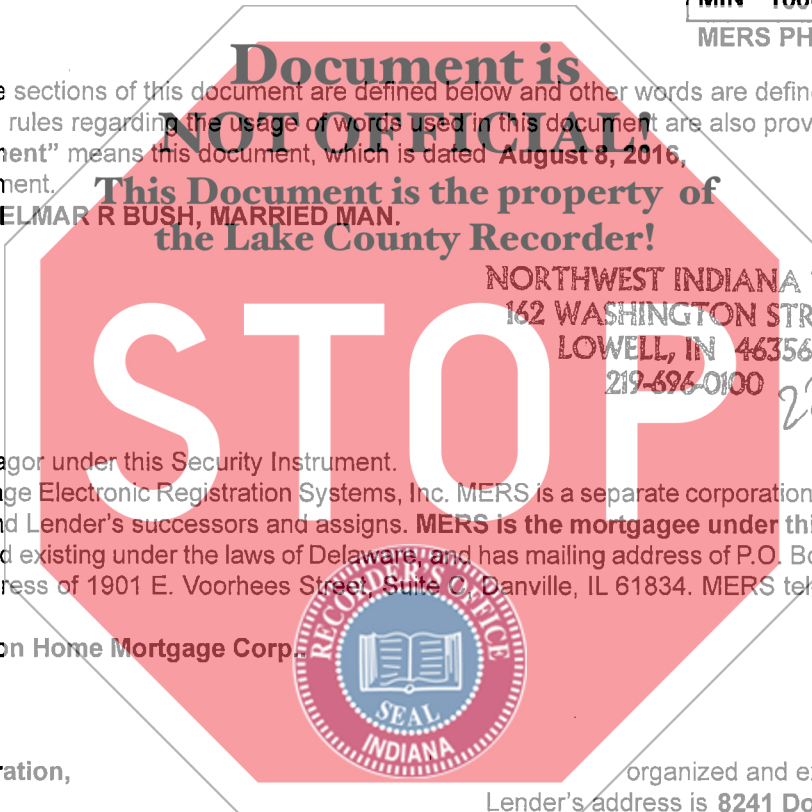 MIN 100
MERS PH
Document is
e sections of this document are defined below and other words are define
rules regarding the usage of words used in this document are also prov
NOT OFFICIAL!
ment" means this document, which is dated August 8, 2016,
ment.
This Document is the property of
ELMAR R BUSH, MARRIED MAN.
the Lake County Recorder!
NORTHWEST INDIANA
162 WASHINGTON STR
LOWELL, IN 46356
219-696-0100
STOP
agor under this Security Instrument.
ge Electronic Registration Systems, Inc. MERS is a separate corporation
d Lender's successors and assigns. MERS is the mortgagee under thi
d existing under the laws of Delaware, and has mailing address of P.O. Bo
ress of 1901 E. Voorhees Street, Suite C, Danville, IL 61834. MERS tel
on Home Mortgage Corp..
RECORDER'S OFFICE
SEAL
INDIANA
ration,
organized and e
Lender's address is 8241 Do